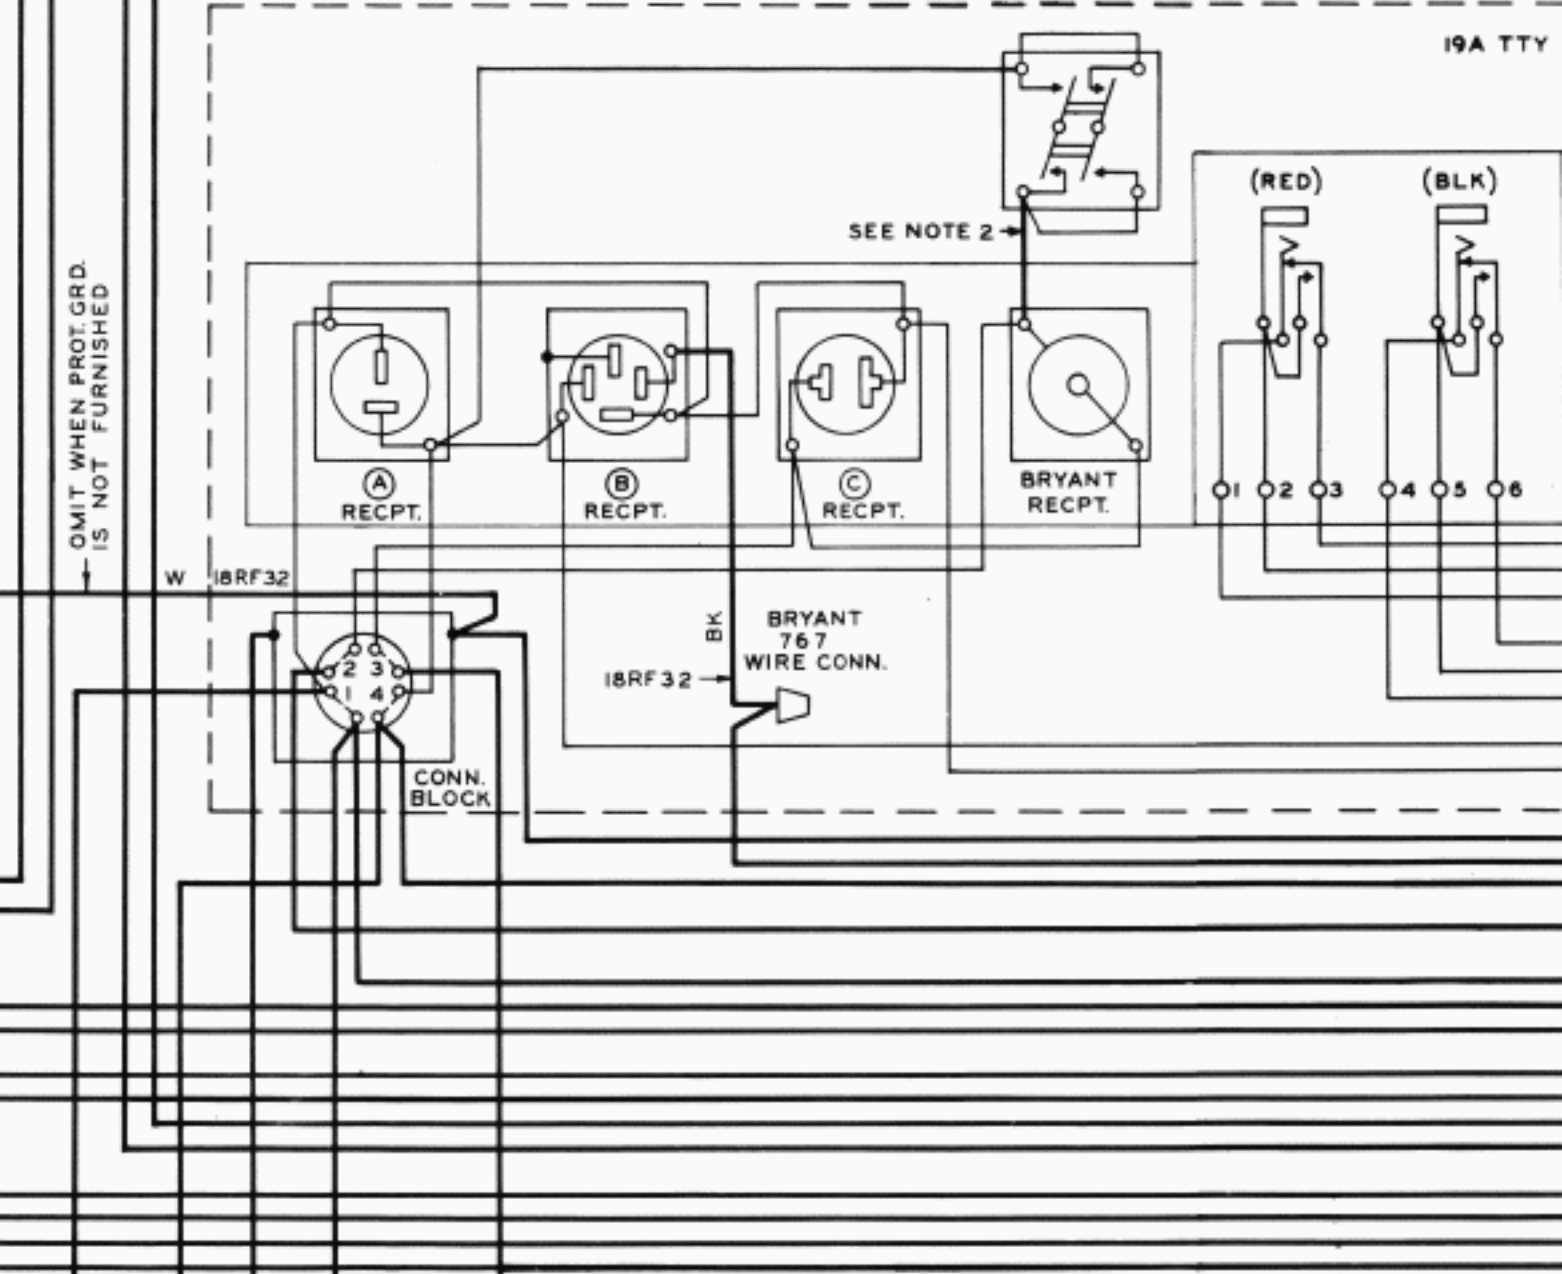 19A TTY
(RED)
(BLK)
SEE NOTE 2
OMIT WHEN PROT. GRD.
IS NOT FURNISHED
A
RECPT.
B
RECPT.
C
RECPT.
BRYANT
RECPT.
1
2
3
4
5
6
W
18RF32
BK
BRYANT
767
WIRE CONN.
18RF32
2 3
1 4
CONN.
BLOCK